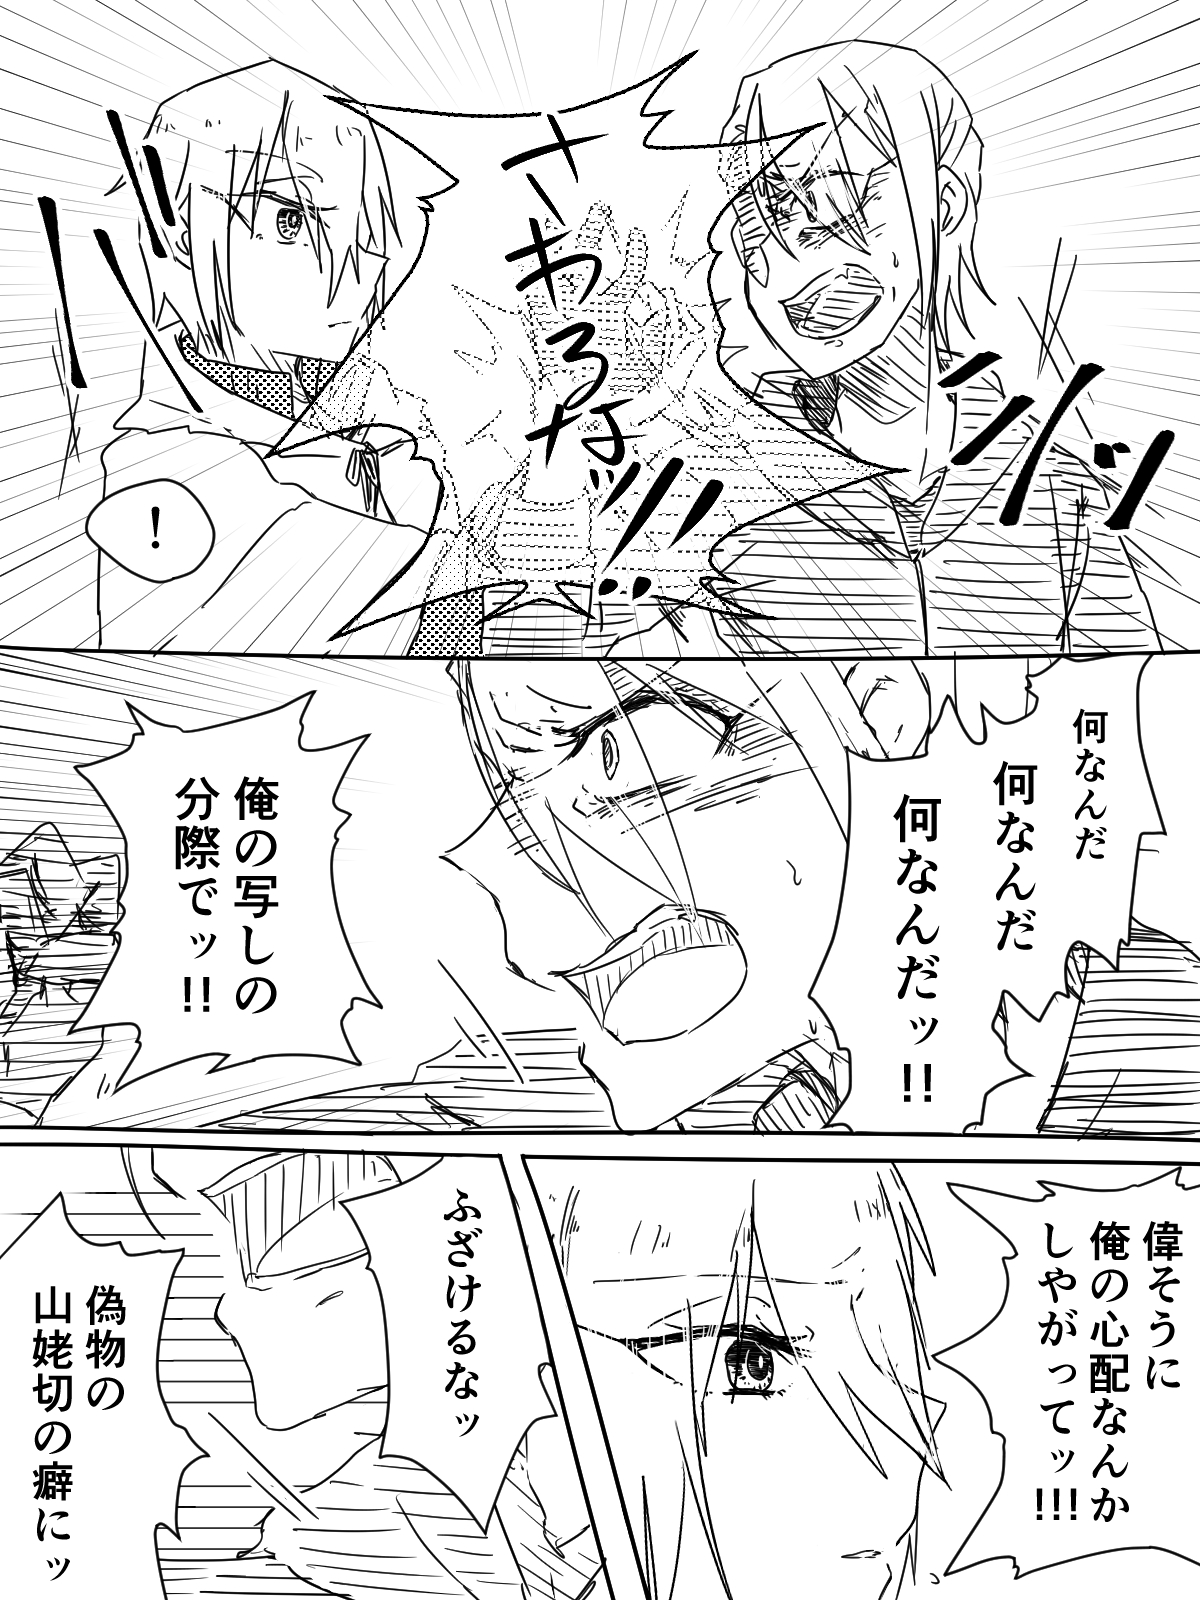 さわるなッ!!
バシッ
!
何なんだ
何なんだ
何なんだッ!!
俺の写しの
分際でッ!!
偉そうに
俺の心配なんか
しやがってッ!!!
ふざけるなッ
偽物の
山姥切の癖にッ